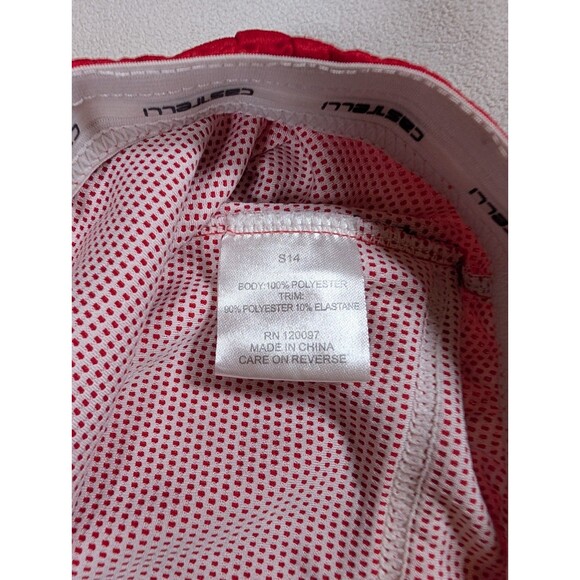 CASTELLI
CASTELLI
CASTELLI
S14
BODY:100% POLYESTER
TRIM:
90% POLYESTER 10% ELASTANE
RN 120097
MADE IN CHINA
CARE ON REVERSE